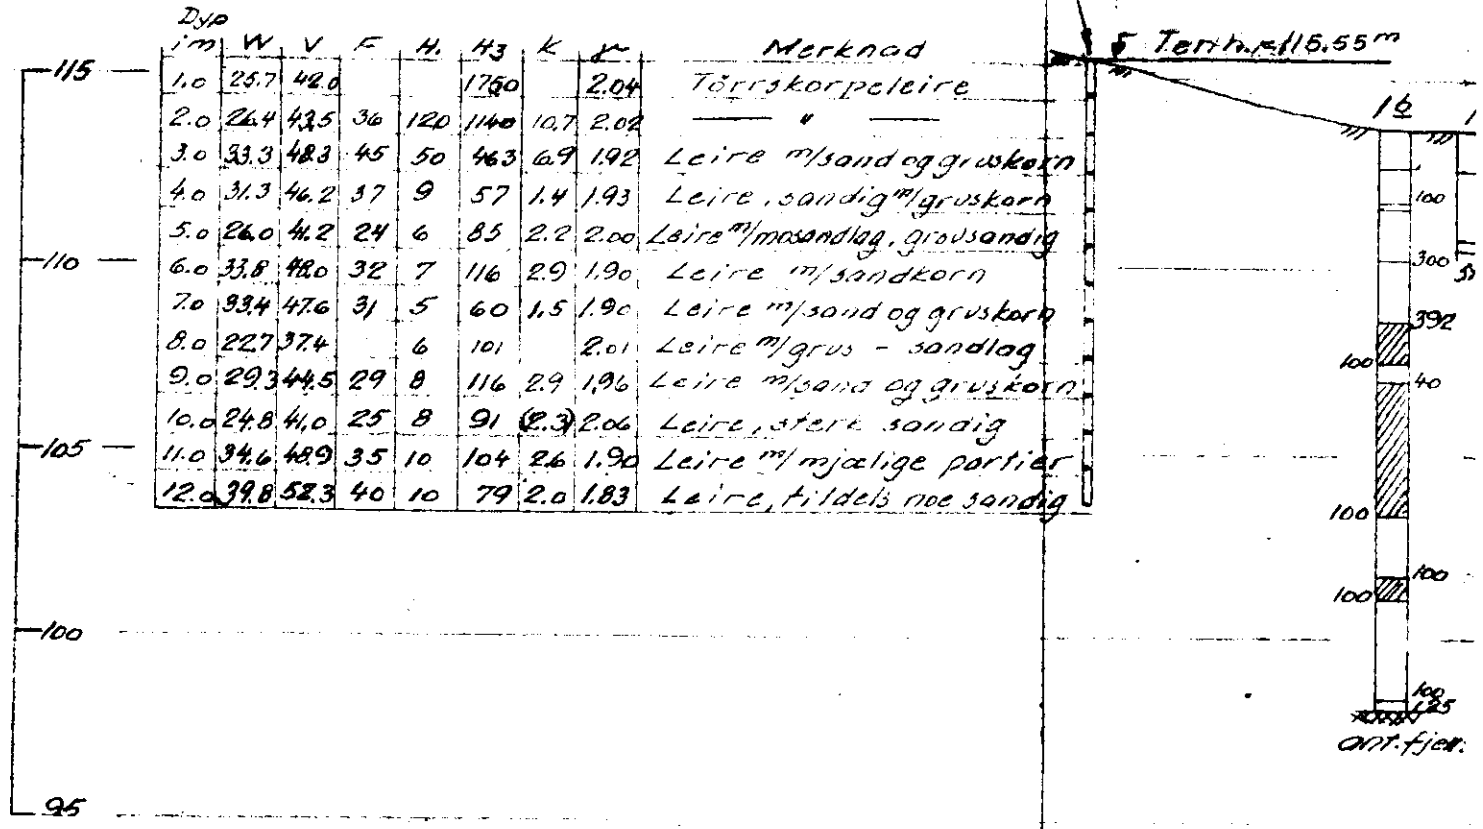 Dyp
i m W V F H₁ H3 K γ Merknad
1.0 25.7 42.0 1750 2.04 Tørrskorpeleire
2.0 26.4 43.5 36 120 1140 10.7 2.02 — " —
3.0 33.3 48.3 45 50 463 6.9 1.92 Leire m/sand og gruskorn
4.0 31.3 46.2 37 9 57 1.4 1.93 Leire, sandig m/gruskorn
5.0 26.0 41.2 24 6 85 2.2 2.00 Leire m/mosandlag, grovsandig
6.0 33.8 48.0 32 7 116 2.9 1.90 Leire m/sandkorn
7.0 33.4 47.6 31 5 60 1.5 1.90 Leire m/sand og gruskorn
8.0 22.7 37.4 6 101 2.01 Leire m/grus - sandlag
9.0 29.3 44.5 29 8 116 2.9 1.96 Leire m/sand og gruskorn
10.0 24.8 41.0 25 8 91 (2.3) 2.06 Leire, sterk sandig
11.0 34.6 48.9 35 10 104 2.6 1.90 Leire m/mjælige partier
12.0 39.8 52.3 40 10 79 2.0 1.83 Leire, tildels noe sandig
115
110
105
100
95
Terr.h.=115.55 m
16
100
300
392
100
40
100
100
100
100
125
ant. fjell.